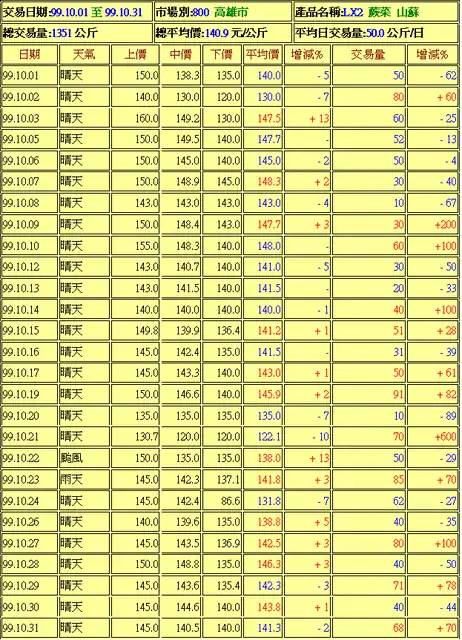 交易日期:99.10.01 至 99.10.31 市場別:800 高雄市 產品名稱:LX2 蕨菜 山蘇
總交易量:1351 公斤 總平均價:140.9 元/公斤 平均日交易量:50.0 公斤/日
日期 天氣 上價 中價 下價 平均價 增減% 交易量 增減%
99.10.01 晴天 150.0 138.3 135.0 140.0 - 5 50 - 62
99.10.02 晴天 140.0 130.0 120.0 130.0 - 7 80 + 60
99.10.03 晴天 160.0 149.2 130.0 147.5 + 13 60 - 25
99.10.05 晴天 150.0 149.5 140.0 147.7 - 52 - 13
99.10.06 晴天 150.0 145.0 140.0 145.0 - 2 50 - 4
99.10.07 晴天 150.0 148.9 145.0 148.3 + 2 30 - 40
99.10.08 晴天 143.0 143.0 143.0 143.0 - 4 10 - 67
99.10.09 晴天 150.0 148.4 143.0 147.7 + 3 30 +200
99.10.10 晴天 155.0 148.3 140.0 148.0 - 60 +100
99.10.12 晴天 143.0 140.7 140.0 141.0 - 5 30 - 50
99.10.13 晴天 143.0 141.5 140.0 141.5 - 20 - 33
99.10.14 晴天 140.0 140.0 140.0 140.0 - 1 40 +100
99.10.15 晴天 149.8 139.9 136.4 141.2 + 1 51 + 28
99.10.16 晴天 145.0 142.4 135.0 141.5 - 31 - 39
99.10.17 晴天 145.0 143.3 140.0 143.0 + 1 50 + 61
99.10.19 晴天 150.0 146.6 140.0 145.9 + 2 91 + 82
99.10.20 晴天 135.0 135.0 135.0 135.0 - 7 10 - 89
99.10.21 晴天 130.7 120.0 120.0 122.1 - 10 70 +600
99.10.22 颱風 150.0 135.0 135.0 138.0 + 13 50 - 29
99.10.23 雨天 145.0 142.3 137.1 141.8 + 3 85 + 70
99.10.24 晴天 145.0 142.4 86.6 131.8 - 7 62 - 27
99.10.26 晴天 140.0 139.6 135.0 138.8 + 5 40 - 35
99.10.27 晴天 145.0 143.5 136.9 142.5 + 3 80 +100
99.10.28 晴天 150.0 148.8 135.0 146.3 + 3 40 - 50
99.10.29 晴天 145.0 143.6 135.4 142.3 - 3 71 + 78
99.10.30 晴天 145.0 144.6 140.0 143.8 + 1 40 - 44
99.10.31 晴天 145.0 140.5 140.0 141.3 - 2 68 + 70